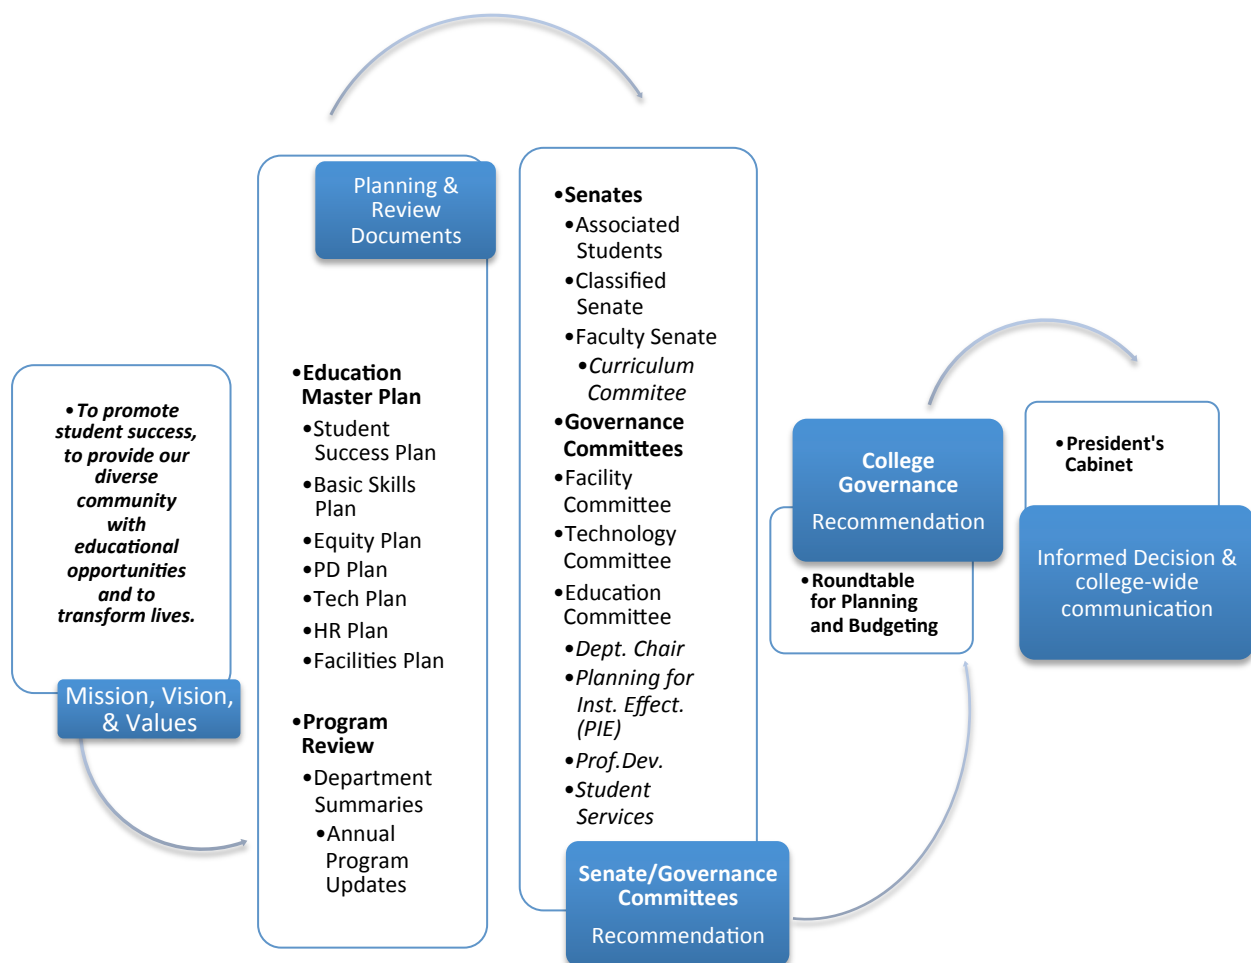 •To promote
student success,
to provide our
diverse
community
with
educational
opportunities
and to
transform lives.
Mission, Vision,
& Values
Planning &
Review
Documents
•Education
Master Plan
•Student
Success Plan
•Basic Skills
Plan
•Equity Plan
•PD Plan
•Tech Plan
•HR Plan
•Facilities Plan
•Program
Review
•Department
Summaries
•Annual
Program
Updates
•Senates
•Associated
Students
•Classified
Senate
•Faculty Senate
•Curriculum
Commitee
•Governance
Committees
•Facility
Committee
•Technology
Committee
•Education
Committee
•Dept. Chair
•Planning for
Inst. Effect.
(PIE)
•Prof.Dev.
•Student
Services
Senate/Governance
Committees
Recommendation
College
Governance
Recommendation
•Roundtable
for Planning
and Budgeting
•President's
Cabinet
Informed Decision &
college-wide
communication